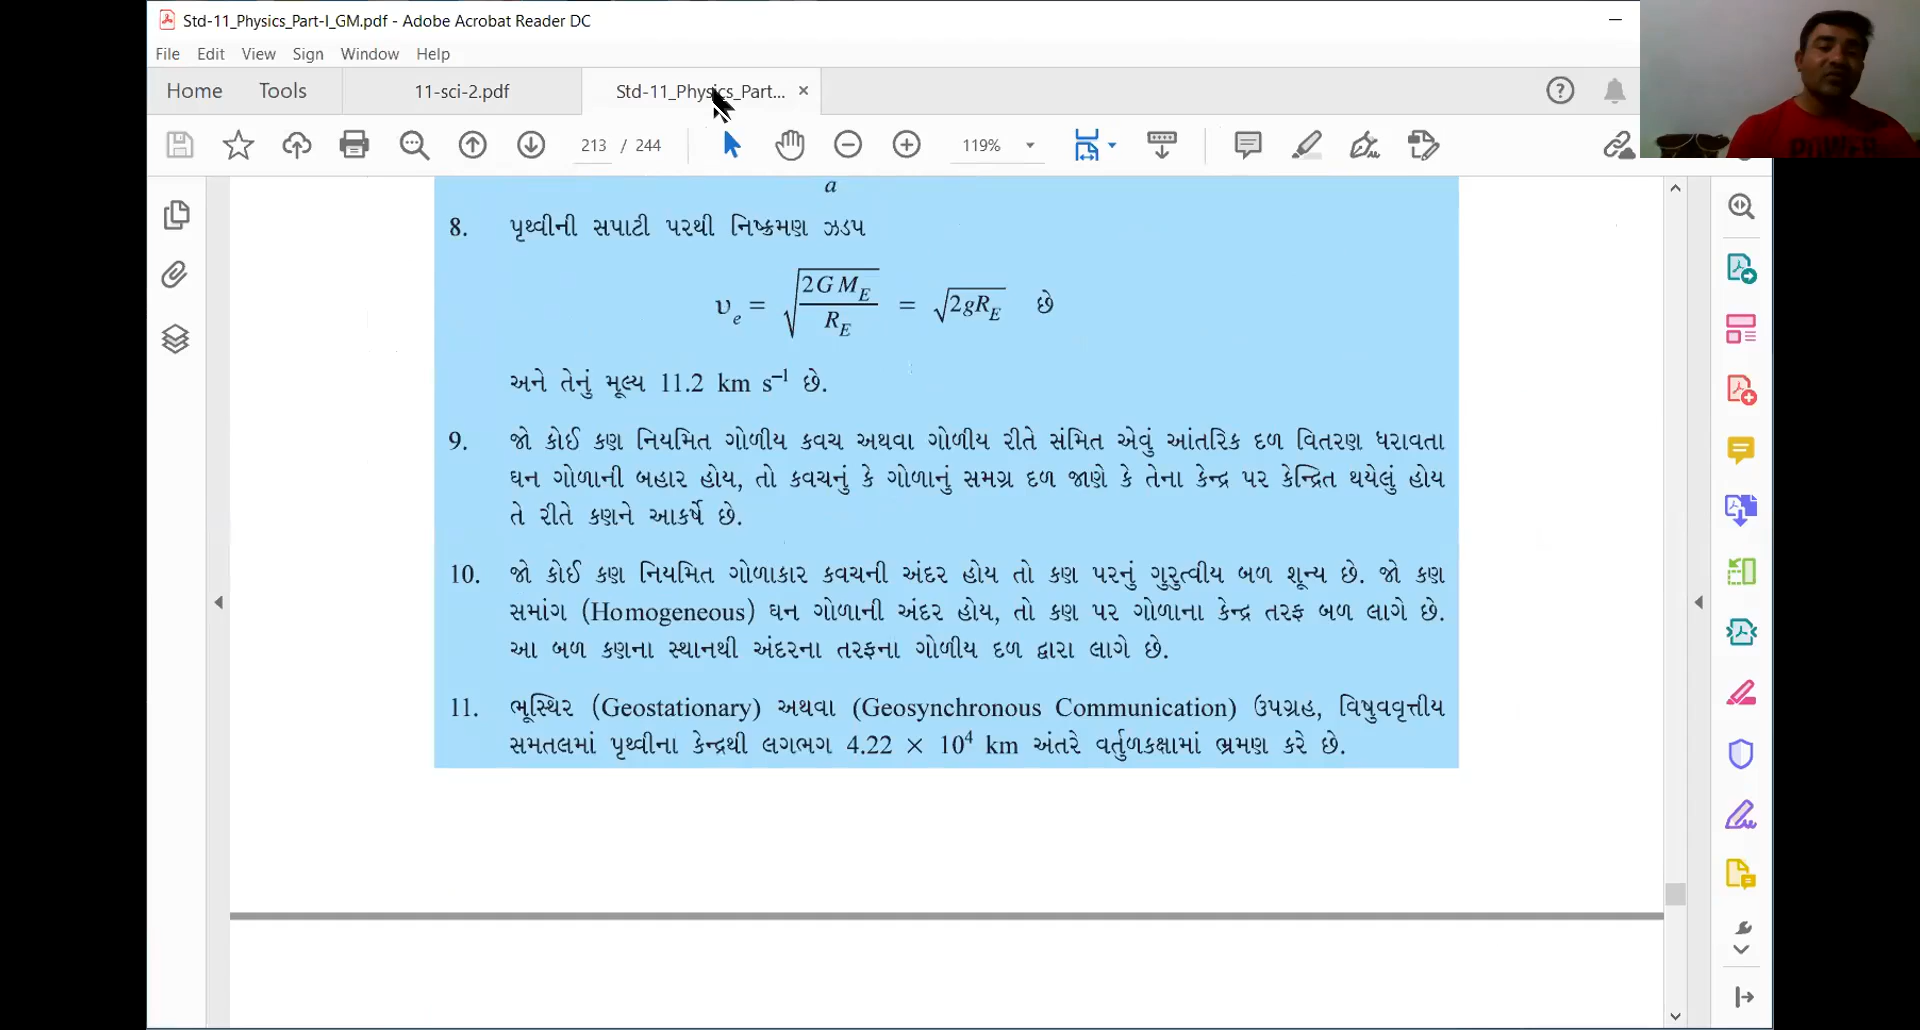 Std-11_Physics_Part-I_GM.pdf - Adobe Acrobat Reader DC
File Edit View Sign Window Help
Home Tools 11-sci-2.pdf Std-11_Physics_Part...
213 / 244 119%
a
8. પૃથ્વીની સપાટી પરથી નિષ્ક્રમણ ઝડપ
υe = √(2G ME / RE) = √2gRE છે
અને તેનું મૂલ્ય 11.2 km s⁻¹ છે.
9. જો કોઈ કણ નિયમિત ગોળીય કવચ અથવા ગોળીય રીતે સંમિત એવું આંતરિક દળ વિતરણ ધરાવતા
ઘન ગોળાની બહાર હોય, તો કવચનું કે ગોળાનું સમગ્ર દળ જાણે કે તેના કેન્દ્ર પર કેન્દ્રિત થયેલું હોય
તે રીતે કણને આકર્ષે છે.
10. જો કોઈ કણ નિયમિત ગોળાકાર કવચની અંદર હોય તો કણ પરનું ગુરુત્વીય બળ શૂન્ય છે. જો કણ
સમાંગ (Homogeneous) ઘન ગોળાની અંદર હોય, તો કણ પર ગોળાના કેન્દ્ર તરફ બળ લાગે છે.
આ બળ કણના સ્થાનથી અંદરના તરફના ગોળીય દળ દ્વારા લાગે છે.
11. ભૂસ્થિર (Geostationary) અથવા (Geosynchronous Communication) ઉપગ્રહ, વિષુવવૃત્તીય
સમતલમાં પૃથ્વીના કેન્દ્રથી લગભગ 4.22 × 10⁴ km અંતરે વર્તુળકક્ષામાં ભ્રમણ કરે છે.